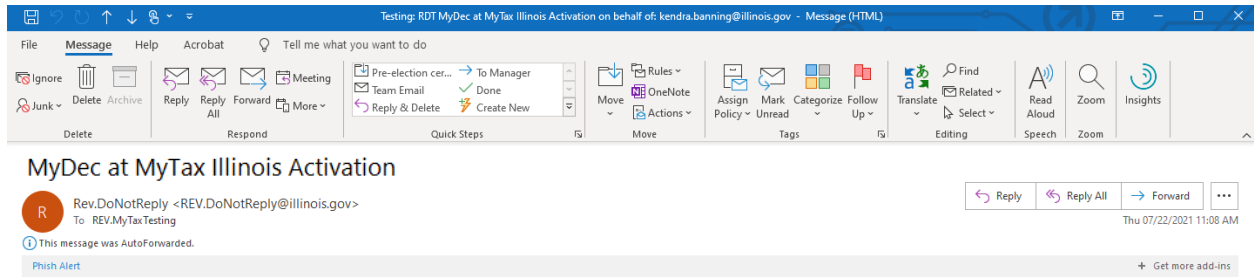 Testing: RDT MyDec at MyTax Illinois Activation on behalf of: kendra.banning@illinois.gov - Message (HTML)
File Message Help Acrobat Tell me what you want to do
Ignore
Junk
Delete
Archive
Delete
Reply
Reply All
Forward
Meeting
More
Respond
Pre-election cer...
To Manager
Team Email
Done
Reply & Delete
Create New
Quick Steps
Move
Rules
OneNote
Actions
Move
Assign Policy
Mark Unread
Categorize
Follow Up
Tags
Translate
Find
Related
Select
Editing
Read Aloud
Speech
Zoom
Zoom
Insights
MyDec at MyTax Illinois Activation
R
Rev.DoNotReply <REV.DoNotReply@illinois.gov>
To REV.MyTaxTesting
Reply Reply All Forward ...
Thu 07/22/2021 11:08 AM
This message was AutoForwarded.
Phish Alert + Get more add-ins